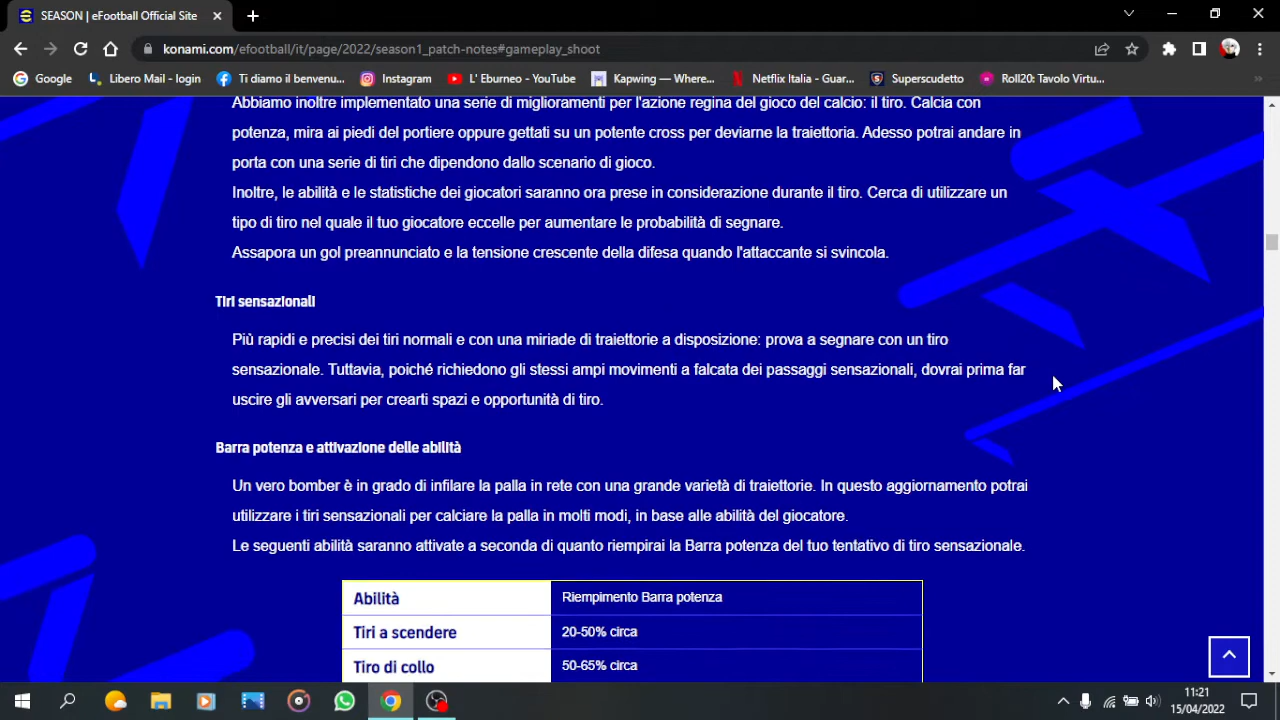 SEASON | eFootball Official Site
konami.com/efootball/it/page/2022/season1_patch-notes#gameplay_shoot
Google Libero Mail - login Ti diamo il benvenu... Instagram L' Eburneo - YouTube Kapwing — Where... Netflix Italia - Guar... Superscudetto Roll20: Tavolo Virtu...
Abbiamo inoltre implementato una serie di miglioramenti per l'azione regina del gioco del calcio: il tiro. Calcia con
potenza, mira ai piedi del portiere oppure gettati su un potente cross per deviarne la traiettoria. Adesso potrai andare in
porta con una serie di tiri che dipendono dallo scenario di gioco.
Inoltre, le abilità e le statistiche dei giocatori saranno ora prese in considerazione durante il tiro. Cerca di utilizzare un
tipo di tiro nel quale il tuo giocatore eccelle per aumentare le probabilità di segnare.
Assapora un gol preannunciato e la tensione crescente della difesa quando l'attaccante si svincola.
Tiri sensazionali
Più rapidi e precisi dei tiri normali e con una miriade di traiettorie a disposizione: prova a segnare con un tiro
sensazionale. Tuttavia, poiché richiedono gli stessi ampi movimenti a falcata dei passaggi sensazionali, dovrai prima far
uscire gli avversari per crearti spazi e opportunità di tiro.
Barra potenza e attivazione delle abilità
Un vero bomber è in grado di infilare la palla in rete con una grande varietà di traiettorie. In questo aggiornamento potrai
utilizzare i tiri sensazionali per calciare la palla in molti modi, in base alle abilità del giocatore.
Le seguenti abilità saranno attivate a seconda di quanto riempirai la Barra potenza del tuo tentativo di tiro sensazionale.
Abilità Riempimento Barra potenza
Tiri a scendere 20-50% circa
Tiro di collo 50-65% circa
11:21
15/04/2022